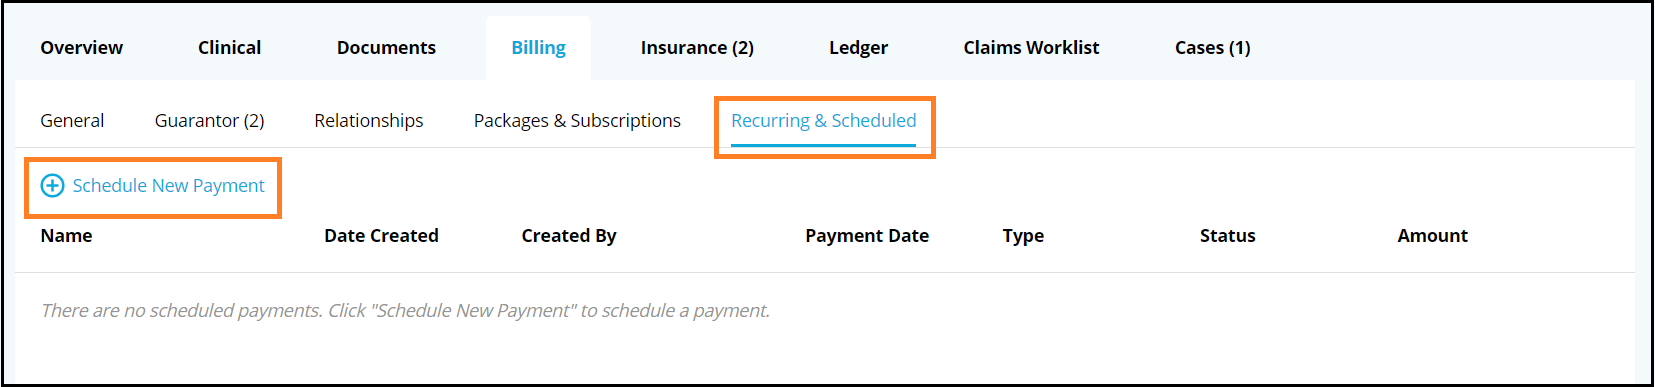 Overview Clinical Documents Billing Insurance (2) Ledger Claims Worklist Cases (1)
General Guarantor (2) Relationships Packages & Subscriptions Recurring & Scheduled
Schedule New Payment
Name Date Created Created By Payment Date Type Status Amount
There are no scheduled payments. Click "Schedule New Payment" to schedule a payment.